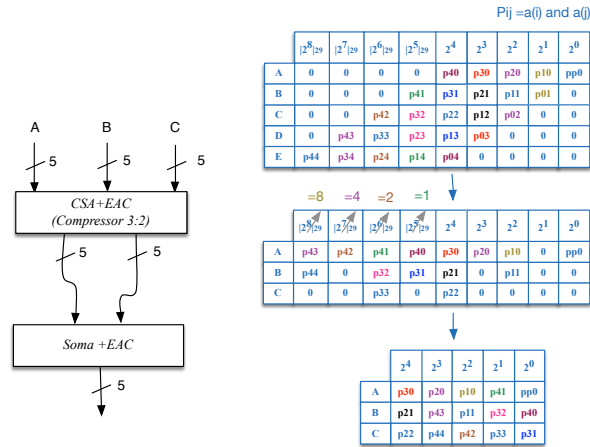 Pij =a(i) and a(j)
|2^8|_29 |2^7|_29 |2^6|_29 |2^5|_29 2^4 2^3 2^2 2^1 2^0
A 0 0 0 0 p40 p30 p20 p10 pp0
B 0 0 0 p41 p31 p21 p11 p01 0
C 0 0 p42 p32 p22 p12 p02 0 0
D 0 p43 p33 p23 p13 p03 0 0 0
E p44 p34 p24 p14 p04 0 0 0 0
=8 =4 =2 =1
|2^8|_29 |2^7|_29 |2^6|_29 |2^5|_29 2^4 2^3 2^2 2^1 2^0
A p43 p42 p41 p40 p30 p20 p10 0 pp0
B p44 0 p32 p31 p21 0 p11 0 0
C 0 0 p33 0 p22 0 0 0 0
2^4 2^3 2^2 2^1 2^0
A p30 p20 p10 p41 pp0
B p21 p43 p11 p32 p40
C p22 p44 p42 p33 p31
A B C
5 5 5
CSA+EAC
(Compressor 3:2)
5 5
Soma +EAC
5